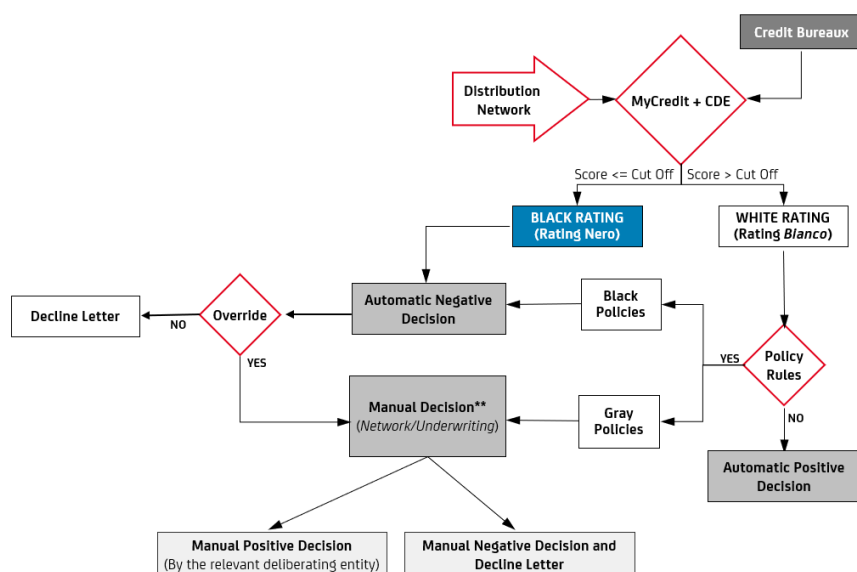 Credit Bureaux
Distribution
Network
MyCredit + CDE
Score <= Cut Off
Score > Cut Off
BLACK RATING
(Rating Nero)
WHITE RATING
(Rating Bianco)
Decline Letter
NO
Override
YES
Automatic Negative
Decision
Black
Policies
YES
Policy
Rules
NO
Manual Decision**
(Network/Underwriting)
Gray
Policies
Automatic Positive
Decision
Manual Positive Decision
(By the relevant deliberating entity)
Manual Negative Decision and
Decline Letter